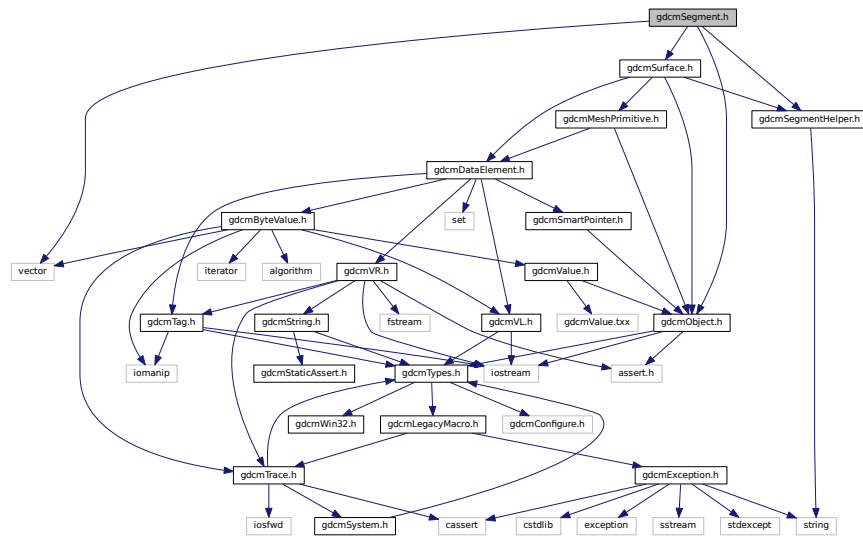 gdcmSegment.h
gdcmSurface.h
gdcmMeshPrimitive.h
gdcmSegmentHelper.h
gdcmDataElement.h
gdcmByteValue.h
set
gdcmSmartPointer.h
vector
iterator
algorithm
gdcmVR.h
gdcmValue.h
gdcmTag.h
gdcmString.h
fstream
gdcmVL.h
gdcmValue.txx
gdcmObject.h
iomanip
gdcmStaticAssert.h
gdcmTypes.h
iostream
assert.h
gdcmWin32.h
gdcmLegacyMacro.h
gdcmConfigure.h
gdcmTrace.h
gdcmException.h
iosfwd
gdcmSystem.h
cassert
cstdlib
exception
sstream
stdexcept
string